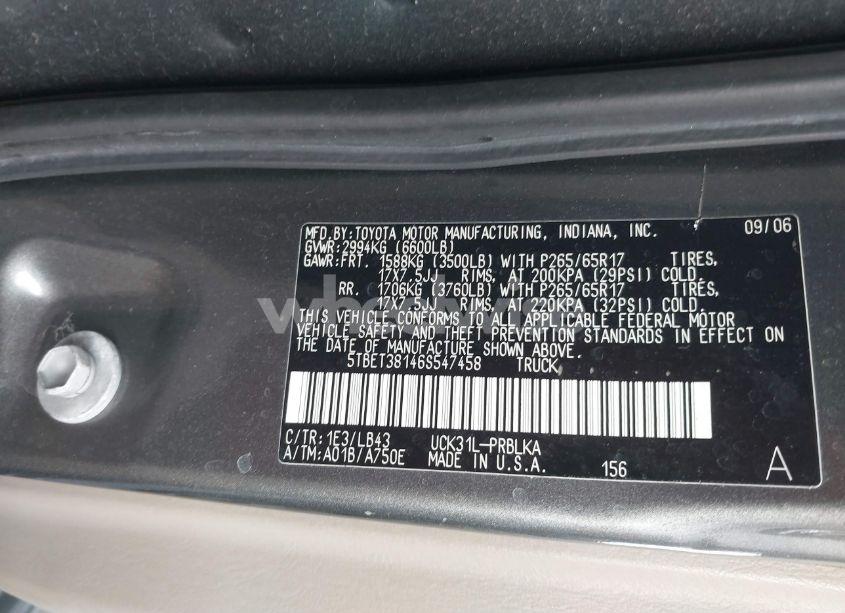 MFD.BY:TOYOTA MOTOR MANUFACTURING, INDIANA, INC. 09/06
GVWR:2994KG (6600LB)
GAWR:FRT. 1588KG (3500LB) WITH P265/65R17 TIRES,
17X7.5JJ RIMS, AT 200KPA (29PSI) COLD.
RR. 1706KG (3760LB) WITH P265/65R17 TIRES,
17X7.5JJ RIMS, AT 220KPA (32PSI) COLD.
THIS VEHICLE CONFORMS TO ALL APPLICABLE FEDERAL MOTOR
VEHICLE SAFETY AND THEFT PREVENTION STANDARDS IN EFFECT ON
THE DATE OF MANUFACTURE SHOWN ABOVE.
5TBET38146S547458 TRUCK
C/TR:1E3/LB43 UCK31L-PRBLKA
A/TM:A01B/A750E MADE IN U.S.A. 156 A